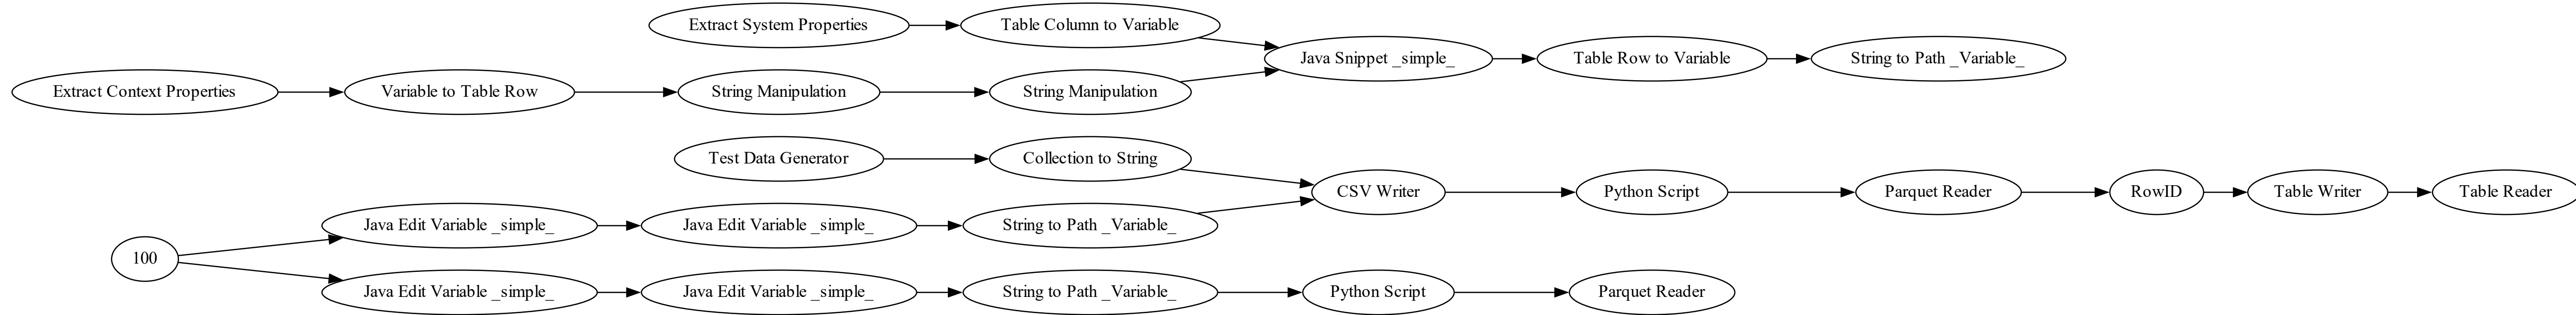 Extract System Properties
Table Column to Variable
Extract Context Properties
Variable to Table Row
String Manipulation
String Manipulation
Java Snippet _simple_
Table Row to Variable
String to Path _Variable_
Test Data Generator
Collection to String
CSV Writer
Python Script
Parquet Reader
RowID
Table Writer
Table Reader
100
Java Edit Variable _simple_
Java Edit Variable _simple_
String to Path _Variable_
Java Edit Variable _simple_
Java Edit Variable _simple_
String to Path _Variable_
Python Script
Parquet Reader